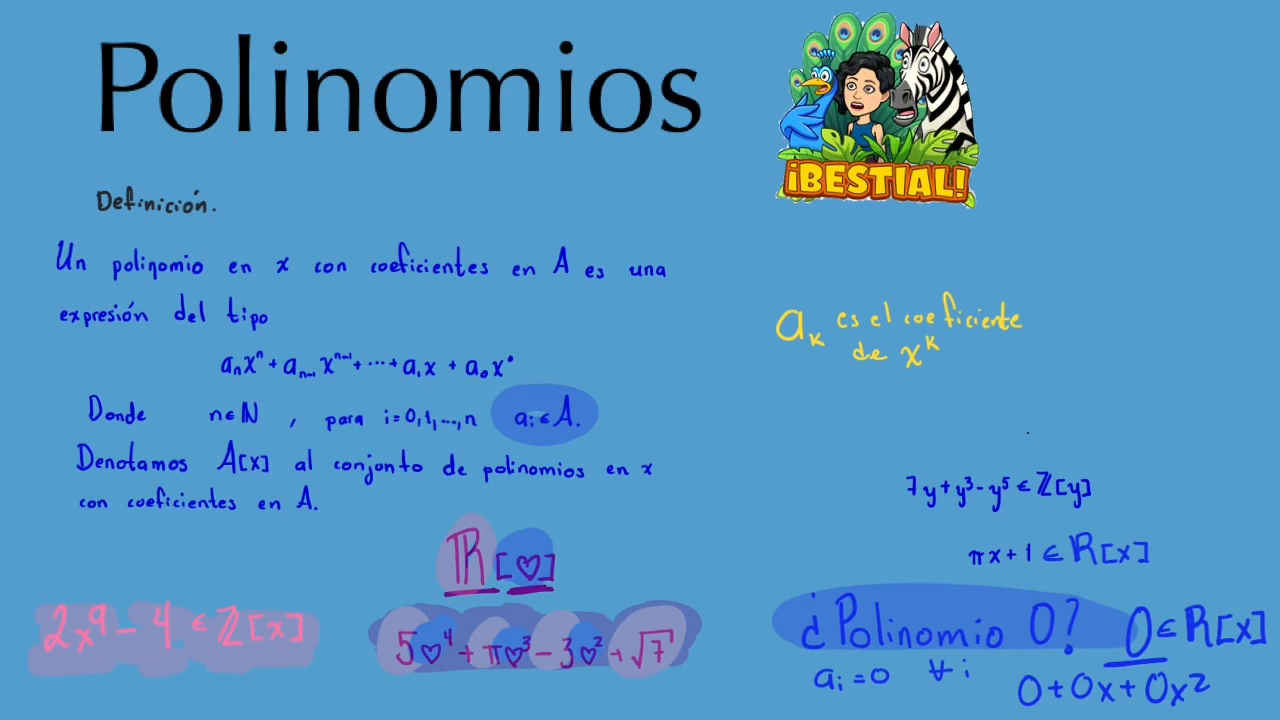 Polinomios
¡BESTIAL!
Definición.
Un polinomio en x con coeficientes en A es una
expresión del tipo
aₙxⁿ + aₙ₋₁xⁿ⁻¹ + ⋯ + a₁x + a₀x⁰
Donde n∈ℕ , para i=0,1,...,n aᵢ∈A.
Denotamos A[x] al conjunto de polinomios en x
con coeficientes en A.
aₖ es el coeficiente
de xᵏ
7y+y³-y⁵∈ℤ[y]
πx+1∈ℝ[x]
ℝ[♡]
2x⁹-4∈ℤ[x]
5♡⁴+π♡³-3♡²+√7
¿Polinomio 0? 0∈ℝ[x]
aᵢ=0 ∀i
0+0x+0x²